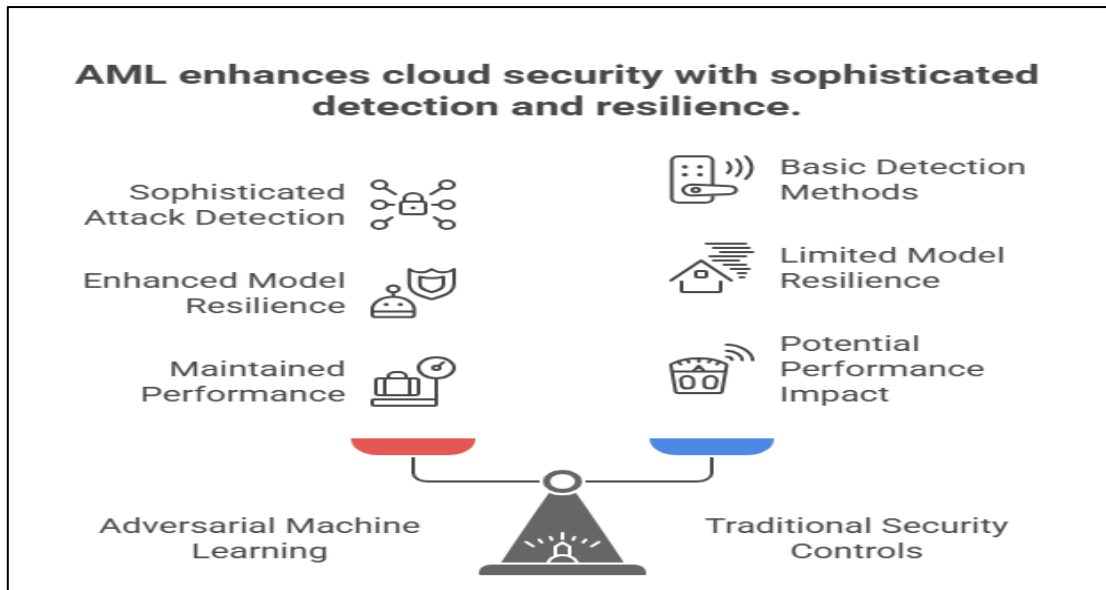 AML enhances cloud security with sophisticated
detection and resilience.
Sophisticated
Attack Detection
Enhanced Model
Resilience
Maintained
Performance
Basic Detection
Methods
Limited Model
Resilience
Potential
Performance
Impact
Adversarial Machine
Learning
Traditional Security
Controls